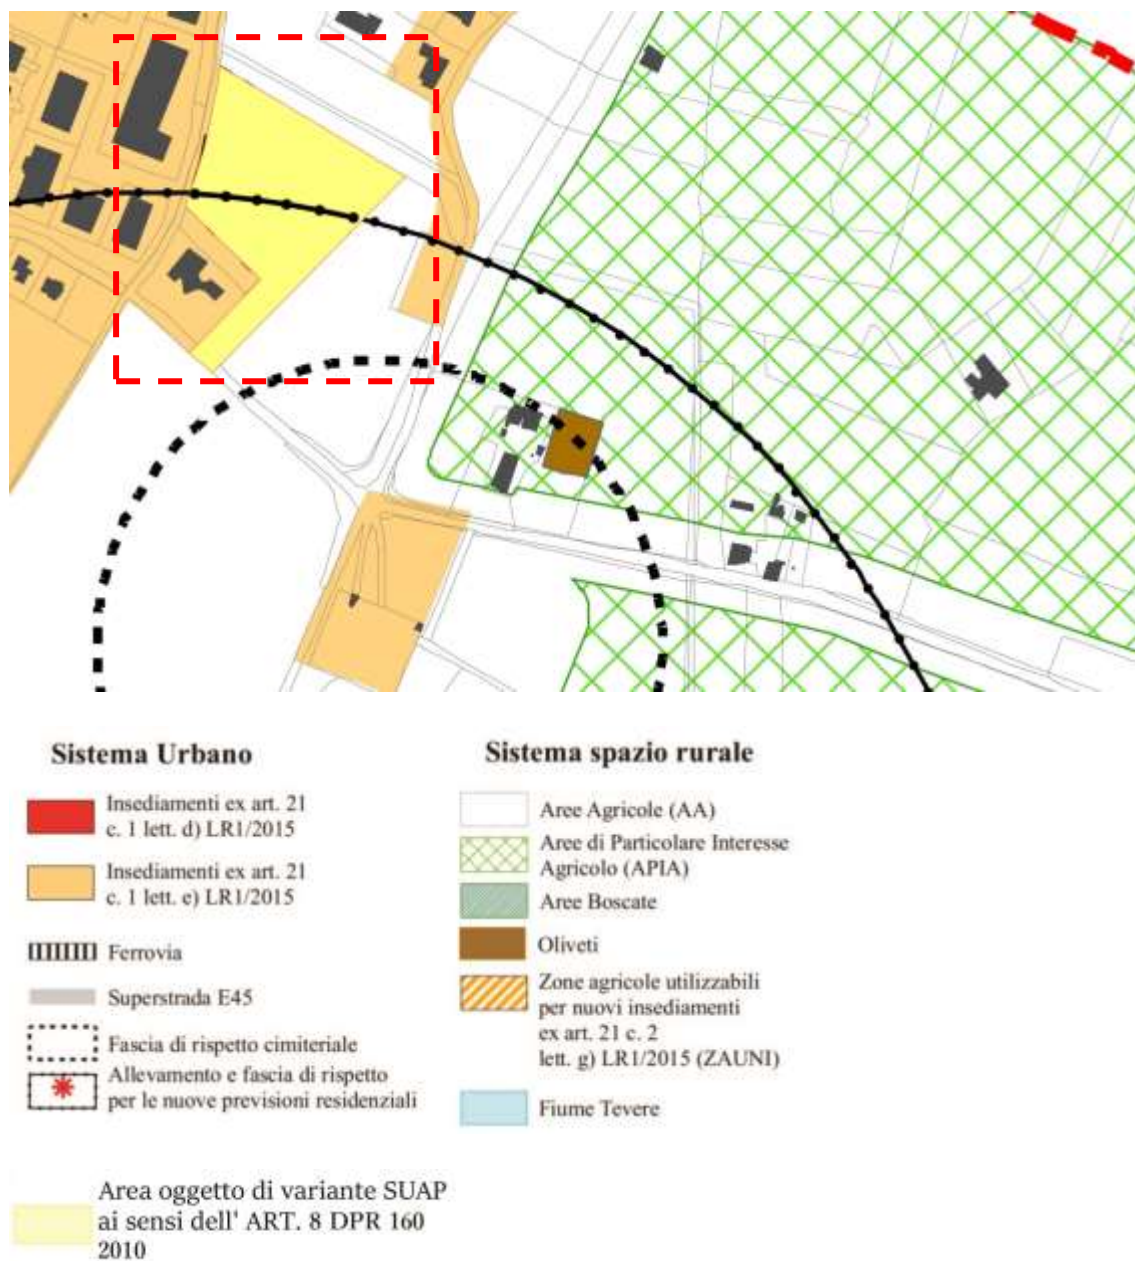 Sistema Urbano
Insediamenti ex art. 21
c. 1 lett. d) LR1/2015
Insediamenti ex art. 21
c. 1 lett. e) LR1/2015
Ferrovia
Superstrada E45
Fascia di rispetto cimiteriale
Allevamento e fascia di rispetto
per le nuove previsioni residenziali
Sistema spazio rurale
Aree Agricole (AA)
Aree di Particolare Interesse
Agricolo (APIA)
Aree Boscate
Oliveti
Zone agricole utilizzabili
per nuovi insediamenti
ex art. 21 c. 2
lett. g) LR1/2015 (ZAUNI)
Fiume Tevere
Area oggetto di variante SUAP
ai sensi dell' ART. 8 DPR 160
2010